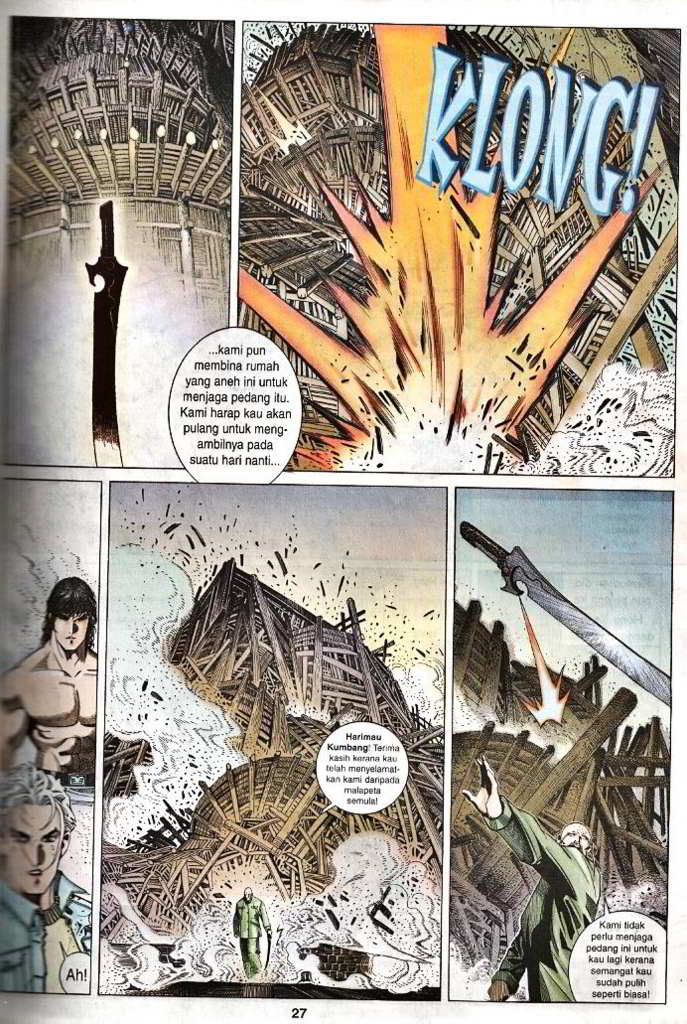 KLONG!
...kami pun
membina rumah
yang aneh ini untuk
menjaga pedang itu.
Kami harap kau akan
pulang untuk meng-
ambilnya pada
suatu hari nanti...
Ah!
Harimau
Kumbang! Terima
kasih kerana kau
telah menyelamat-
kan kami daripada
malapeta
semula!
Kami tidak
perlu menjaga
pedang ini untuk
kau lagi kerana
semangat kau
sudah pulih
seperti biasa!
27